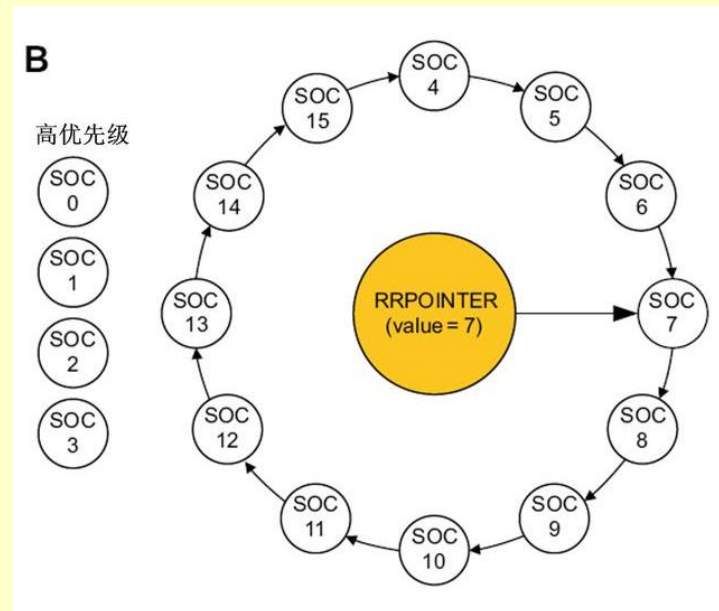 B
高优先级
SOC
0
SOC
1
SOC
2
SOC
3
SOC
4
SOC
5
SOC
6
SOC
7
SOC
8
SOC
9
SOC
10
SOC
11
SOC
12
SOC
13
SOC
14
SOC
15
RRPOINTER
(value = 7)